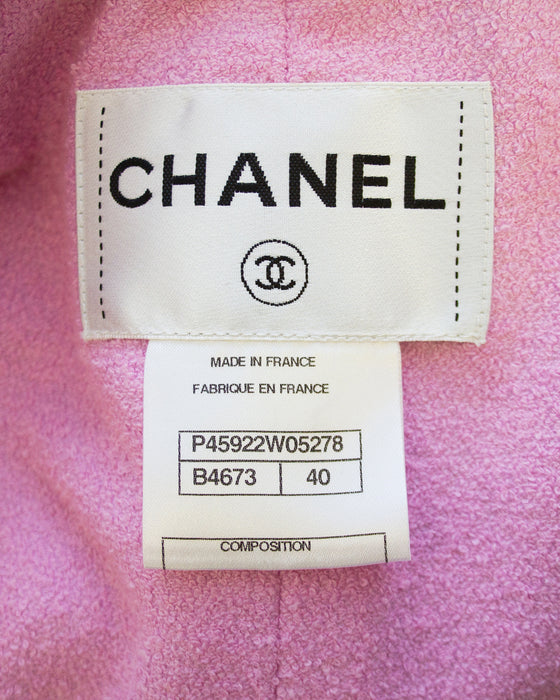 CHANEL
MADE IN FRANCE
FABRIQUE EN FRANCE
P45922W05278
B4673 40
COMPOSITION